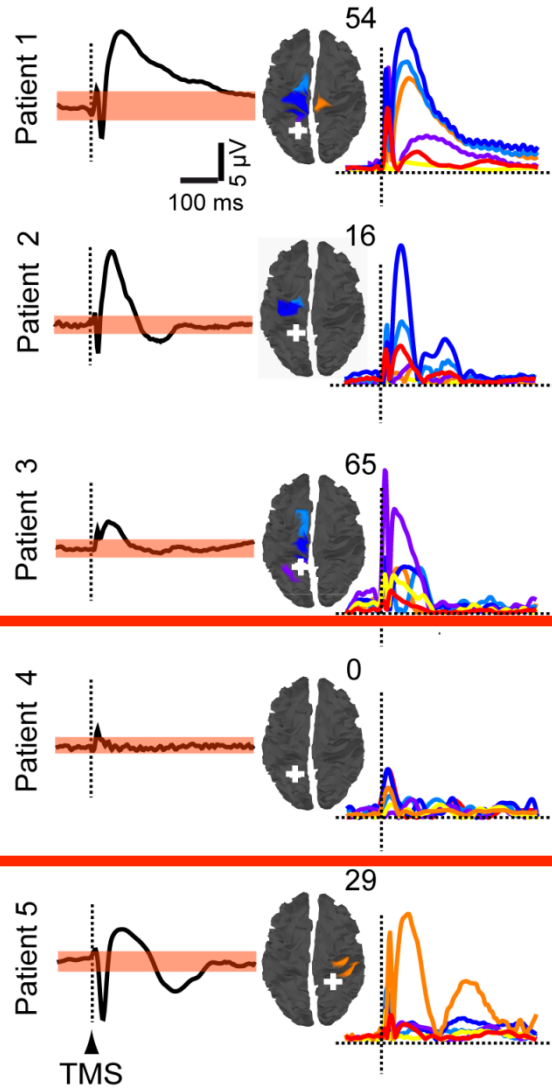 Patient 1
54
5 μV
100 ms
Patient 2
16
Patient 3
65
Patient 4
0
Patient 5
29
TMS